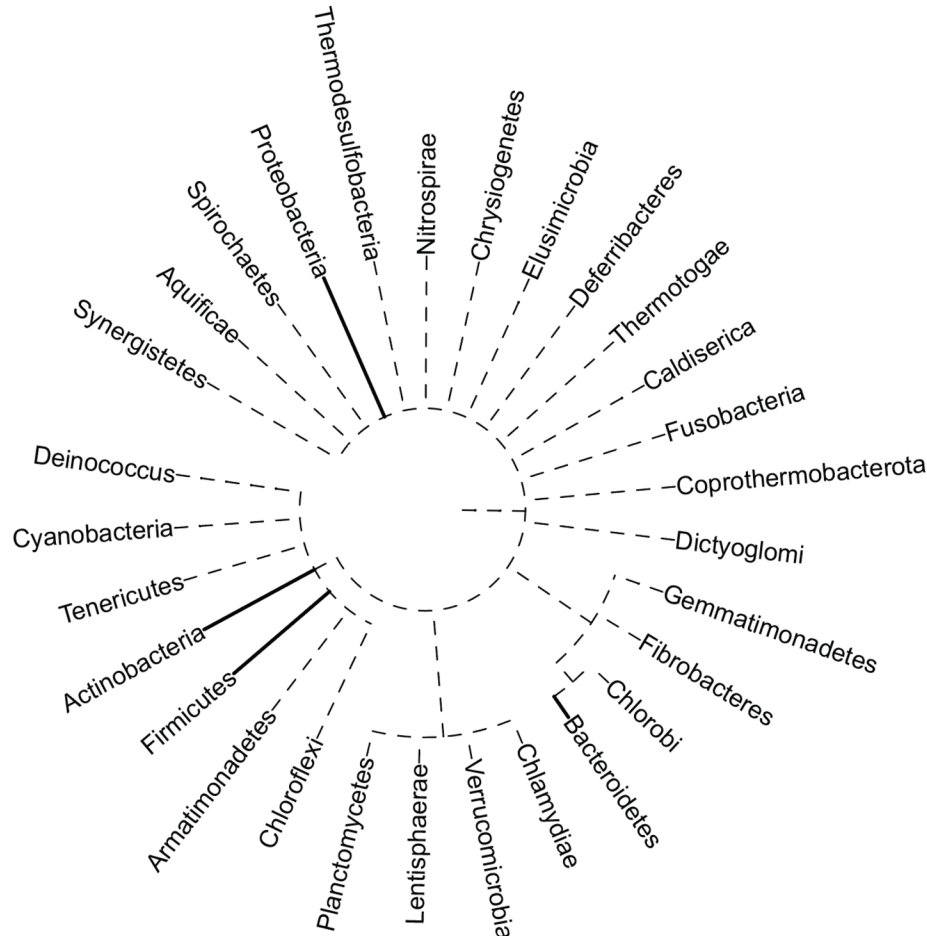 Thermodesulfobacteria
Nitrospirae
Chrysiogenetes
Elusimicrobia
Deferribacteres
Thermotogae
Caldiserica
Fusobacteria
Coprothermobacterota
Dictyoglomi
Gemmatimonadetes
Fibrobacteres
Chlorobi
Bacteroidetes
Chlamydiae
Verrucomicrobia
Lentisphaerae
Planctomycetes
Chloroflexi
Armatimonadetes
Firmicutes
Actinobacteria
Tenericutes
Cyanobacteria
Deinococcus
Synergistetes
Aquificae
Spirochaetes
Proteobacteria